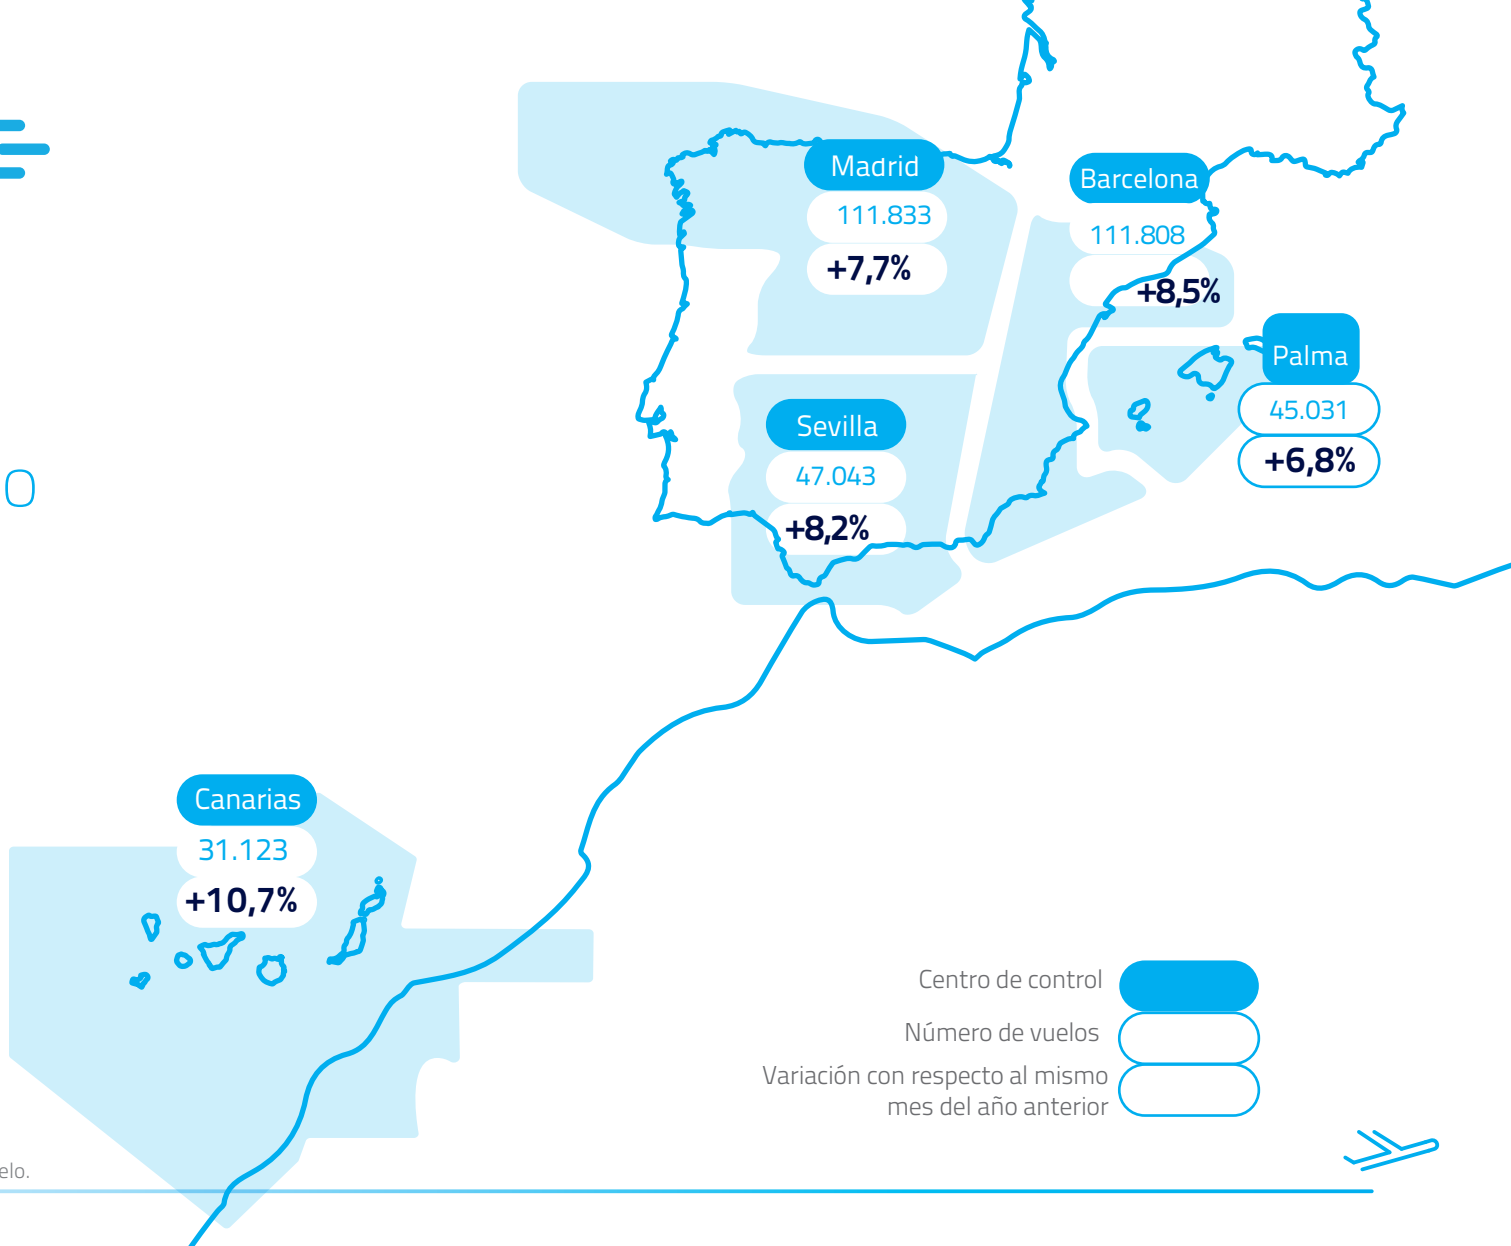 Madrid
111.833
+7,7%
Barcelona
111.808
+8,5%
Palma
45.031
+6,8%
Sevilla
47.043
+8,2%
o
Canarias
31.123
+10,7%
Centro de control
Número de vuelos
Variación con respecto al mismo
mes del año anterior
elo.